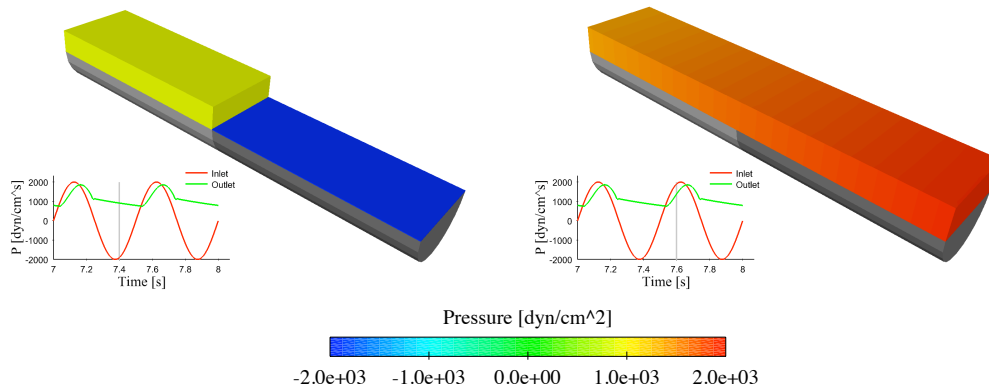 Inlet
Outlet
2000
1000
0
-1000
-2000
P [dyn/cm^s]
7
7.2
7.4
7.6
7.8
8
Time [s]
Inlet
Outlet
2000
1000
0
-1000
-2000
P [dyn/cm^s]
7
7.2
7.4
7.6
7.8
8
Time [s]
Pressure [dyn/cm^2]
-2.0e+03 -1.0e+03 0.0e+00 1.0e+03 2.0e+03